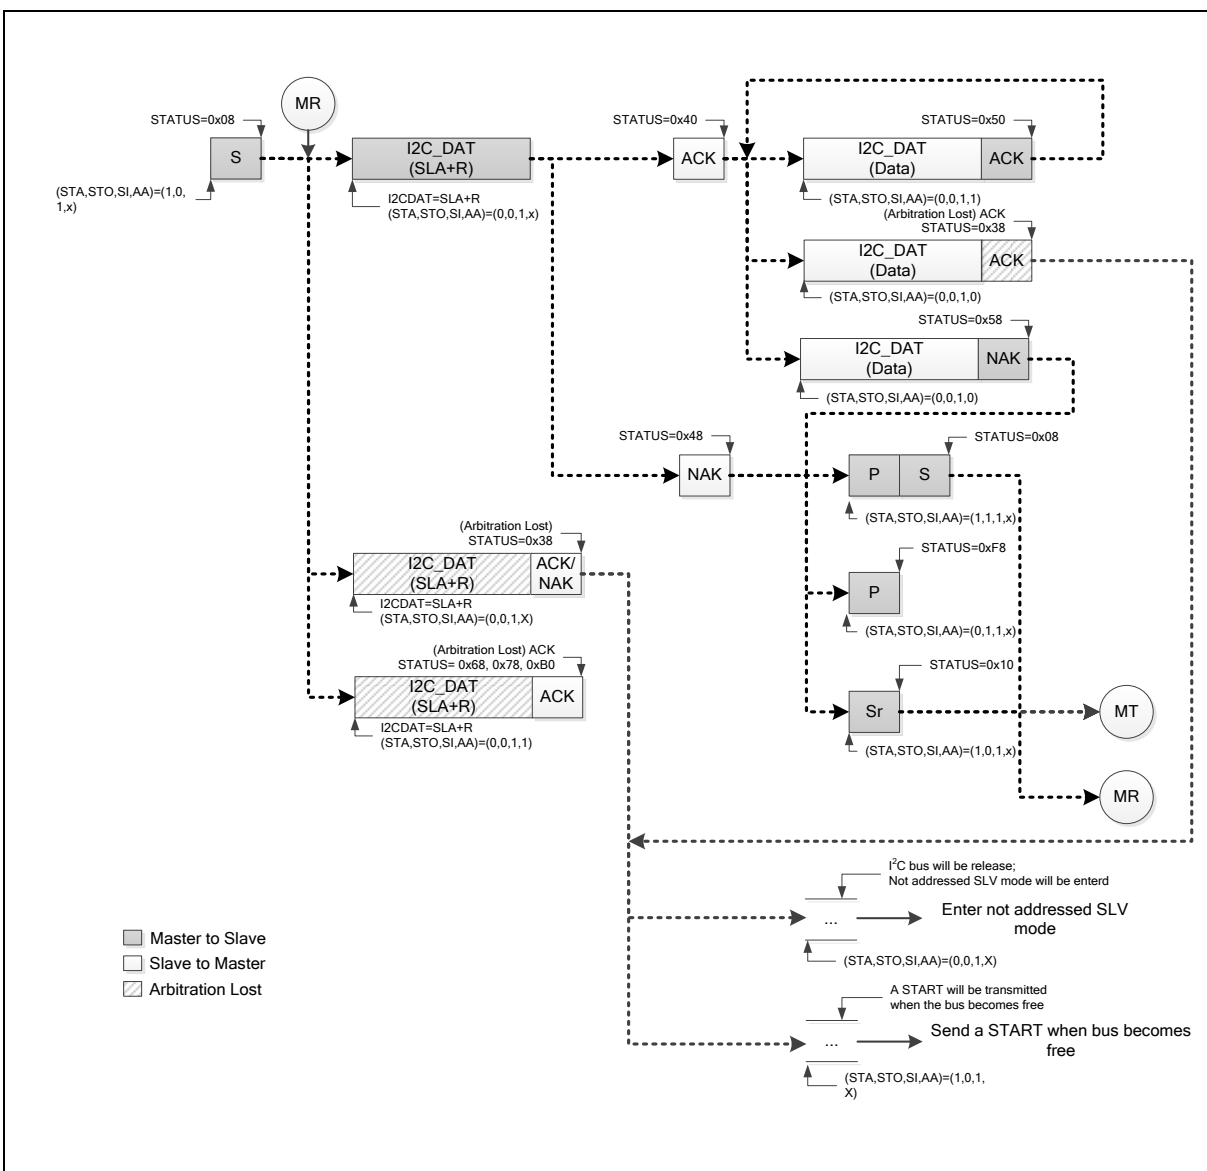 MR
STATUS=0x08
STATUS=0x40
STATUS=0x50
S
I2C_DAT
(SLA+R)
ACK
I2C_DAT
(Data)
ACK
(STA,STO,SI,AA)=(1,0,
1,x)
I2CDAT=SLA+R
(STA,STO,SI,AA)=(0,0,1,x)
(STA,STO,SI,AA)=(0,0,1,1)
(Arbitration Lost) ACK
STATUS=0x38
I2C_DAT
(Data)
ACK
(STA,STO,SI,AA)=(0,0,1,0)
STATUS=0x58
I2C_DAT
(Data)
NAK
(STA,STO,SI,AA)=(0,0,1,0)
STATUS=0x48
STATUS=0x08
NAK
P
S
(STA,STO,SI,AA)=(1,1,1,x)
(Arbitration Lost)
STATUS=0x38
I2C_DAT
(SLA+R)
ACK/
NAK
I2CDAT=SLA+R
(STA,STO,SI,AA)=(0,0,1,X)
STATUS=0xF8
P
(STA,STO,SI,AA)=(0,1,1,x)
(Arbitration Lost) ACK
STATUS= 0x68, 0x78, 0xB0
I2C_DAT
(SLA+R)
ACK
I2CDAT=SLA+R
(STA,STO,SI,AA)=(0,0,1,1)
STATUS=0x10
Sr
MT
(STA,STO,SI,AA)=(1,0,1,x)
MR
I2C bus will be release;
Not addressed SLV mode will be enterd
...
Enter not addressed SLV
mode
(STA,STO,SI,AA)=(0,0,1,X)
Master to Slave
Slave to Master
Arbitration Lost
A START will be transmitted
when the bus becomes free
...
Send a START when bus becomes
free
(STA,STO,SI,AA)=(1,0,1,
X)